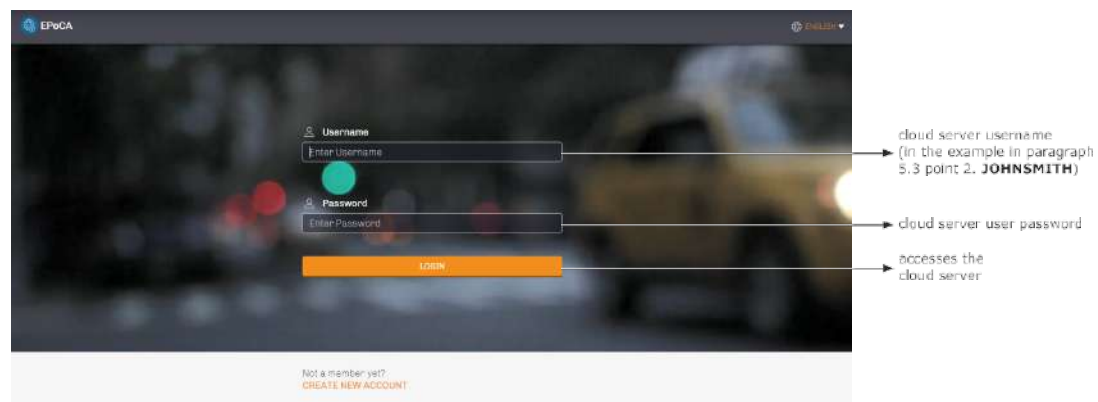 EPoCA
ENGLISH
Username
Enter Username
cloud server username
(in the example in paragraph
5.3 point 2. JOHNSMITH)
Password
Enter Password
cloud server user password
LOGIN
accesses the
cloud server
Not a member yet?
CREATE NEW ACCOUNT